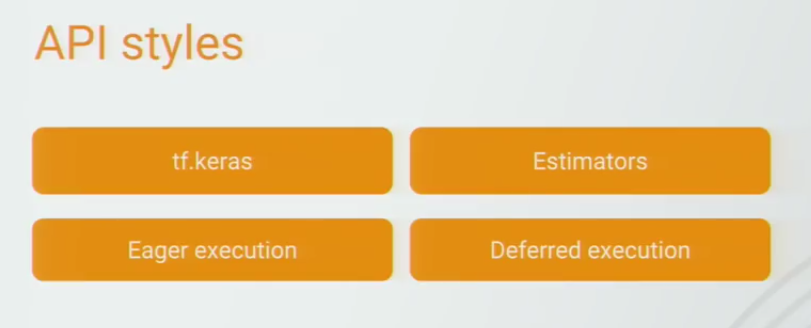 API styles
tf.keras
Estimators
Eager execution
Deferred execution